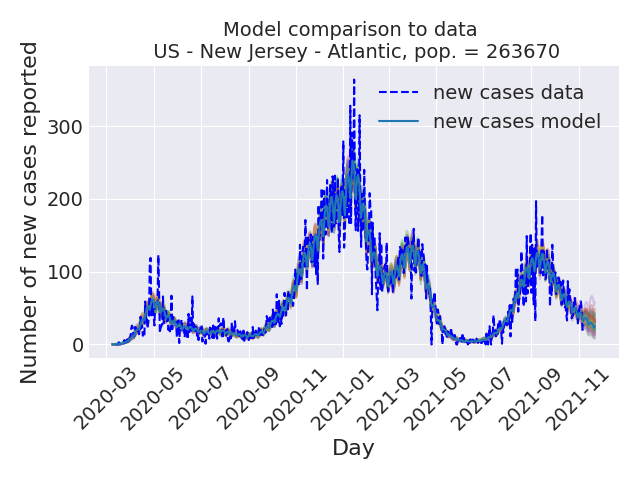 Model comparison to data
US - New Jersey - Atlantic, pop. = 263670
Number of new cases reported
300
200
100
0
new cases data
new cases model
2020-03
2020-05
2020-07
2020-09
2020-11
2021-01
2021-03
2021-05
2021-07
2021-09
2021-11
Day